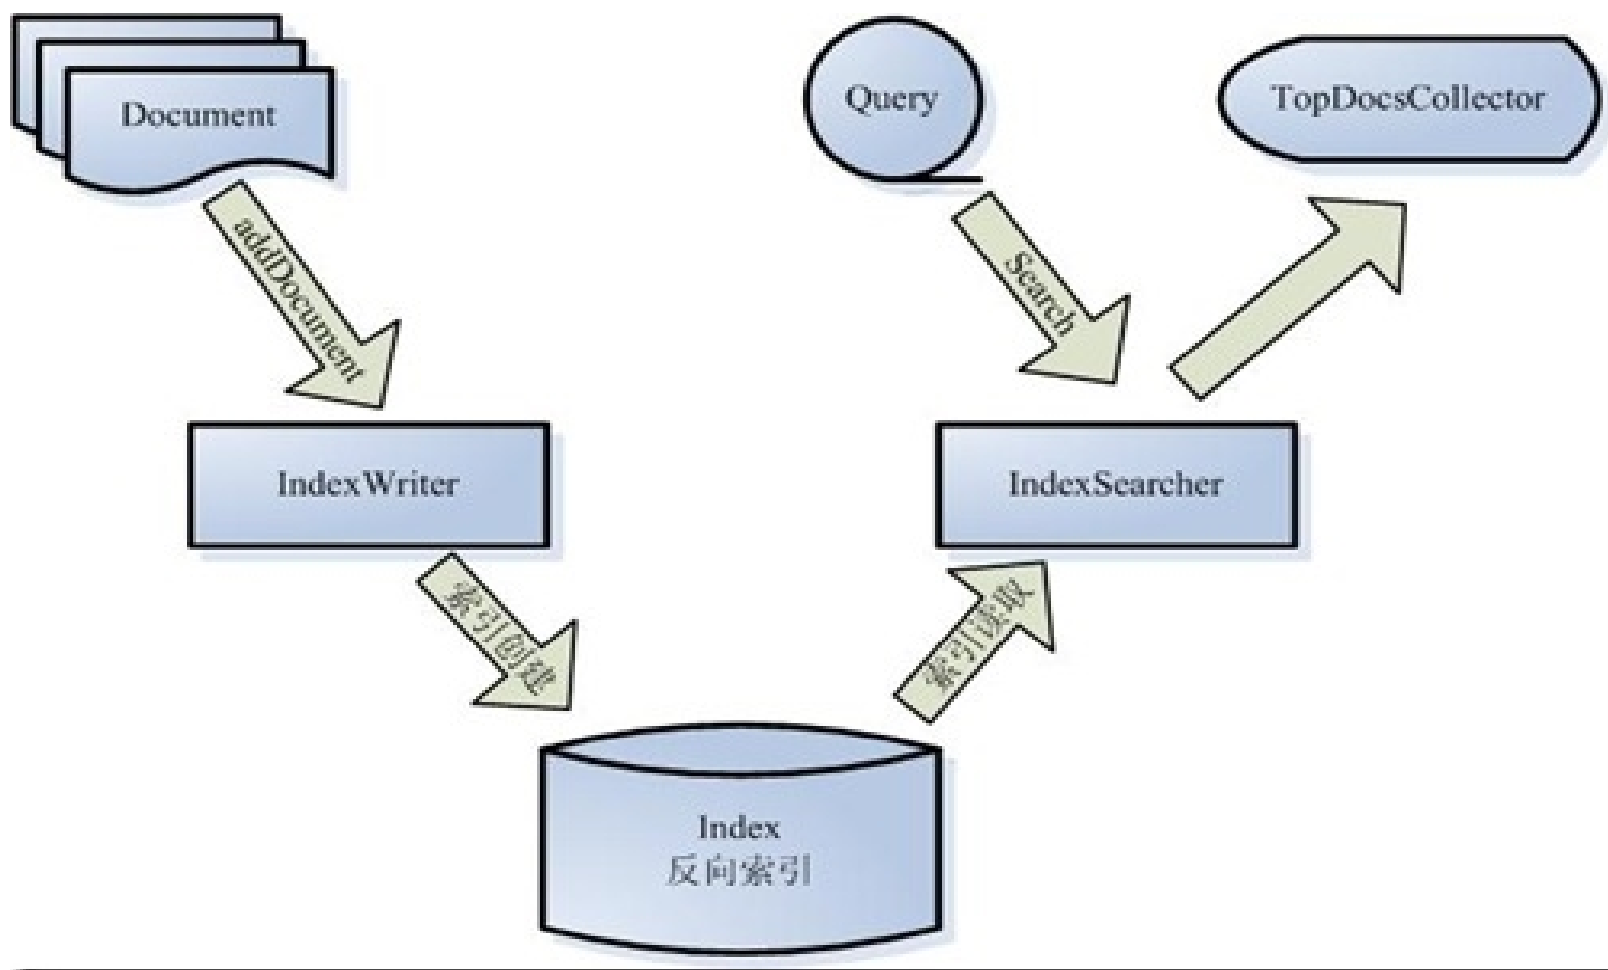 Document
Query
TopDocsCollector
addDocument
Search
IndexWriter
IndexSearcher
索引创建
索引读取
Index
反向索引